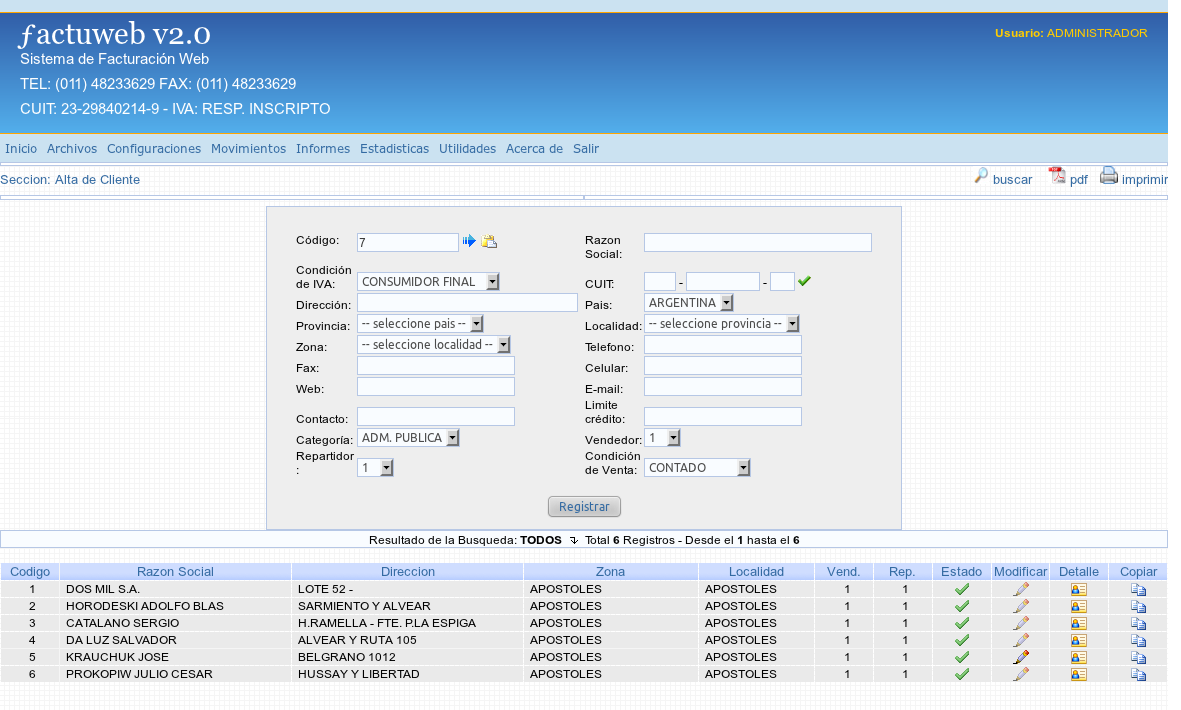 factuweb v2.0
Usuario: ADMINISTRADOR
Sistema de Facturación Web
TEL: (011) 48233629 FAX: (011) 48233629
CUIT: 23-29840214-9 - IVA: RESP. INSCRIPTO
Inicio Archivos Configuraciones Movimientos Informes Estadisticas Utilidades Acerca de Salir
Seccion: Alta de Cliente buscar pdf imprimir
Código: 7 Razon Social:
Condición de IVA: CONSUMIDOR FINAL CUIT: - -
Dirección: Pais: ARGENTINA
Provincia: -- seleccione pais -- Localidad: -- seleccione provincia --
Zona: -- seleccione localidad -- Telefono:
Fax: Celular:
Web: E-mail:
Contacto: Limite crédito:
Categoría: ADM. PUBLICA Vendedor: 1
Repartidor : 1 Condición de Venta: CONTADO
Registrar
Resultado de la Busqueda: TODOS Total 6 Registros - Desde el 1 hasta el 6
Codigo Razon Social Direccion Zona Localidad Vend. Rep. Estado Modificar Detalle Copiar
1 DOS MIL S.A. LOTE 52 - APOSTOLES APOSTOLES 1 1
2 HORODESKI ADOLFO BLAS SARMIENTO Y ALVEAR APOSTOLES APOSTOLES 1 1
3 CATALANO SERGIO H.RAMELLA - FTE. P.LA ESPIGA APOSTOLES APOSTOLES 1 1
4 DA LUZ SALVADOR ALVEAR Y RUTA 105 APOSTOLES APOSTOLES 1 1
5 KRAUCHUK JOSE BELGRANO 1012 APOSTOLES APOSTOLES 1 1
6 PROKOPIW JULIO CESAR HUSSAY Y LIBERTAD APOSTOLES APOSTOLES 1 1